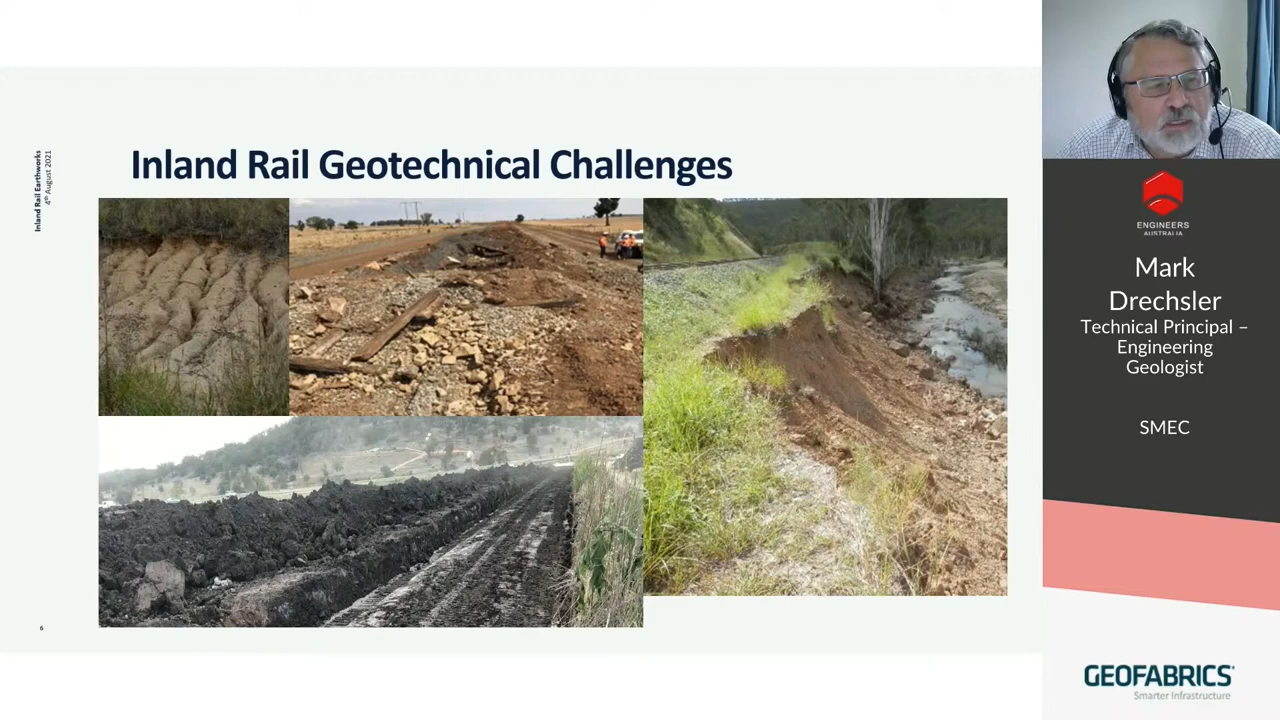 Inland Rail Earthworks
4th August 2021
Inland Rail Geotechnical Challenges
6
ENGINEERS
AUSTRALIA
Mark
Drechsler
Technical Principal –
Engineering
Geologist
SMEC
GEOFABRICS
Smarter Infrastructure